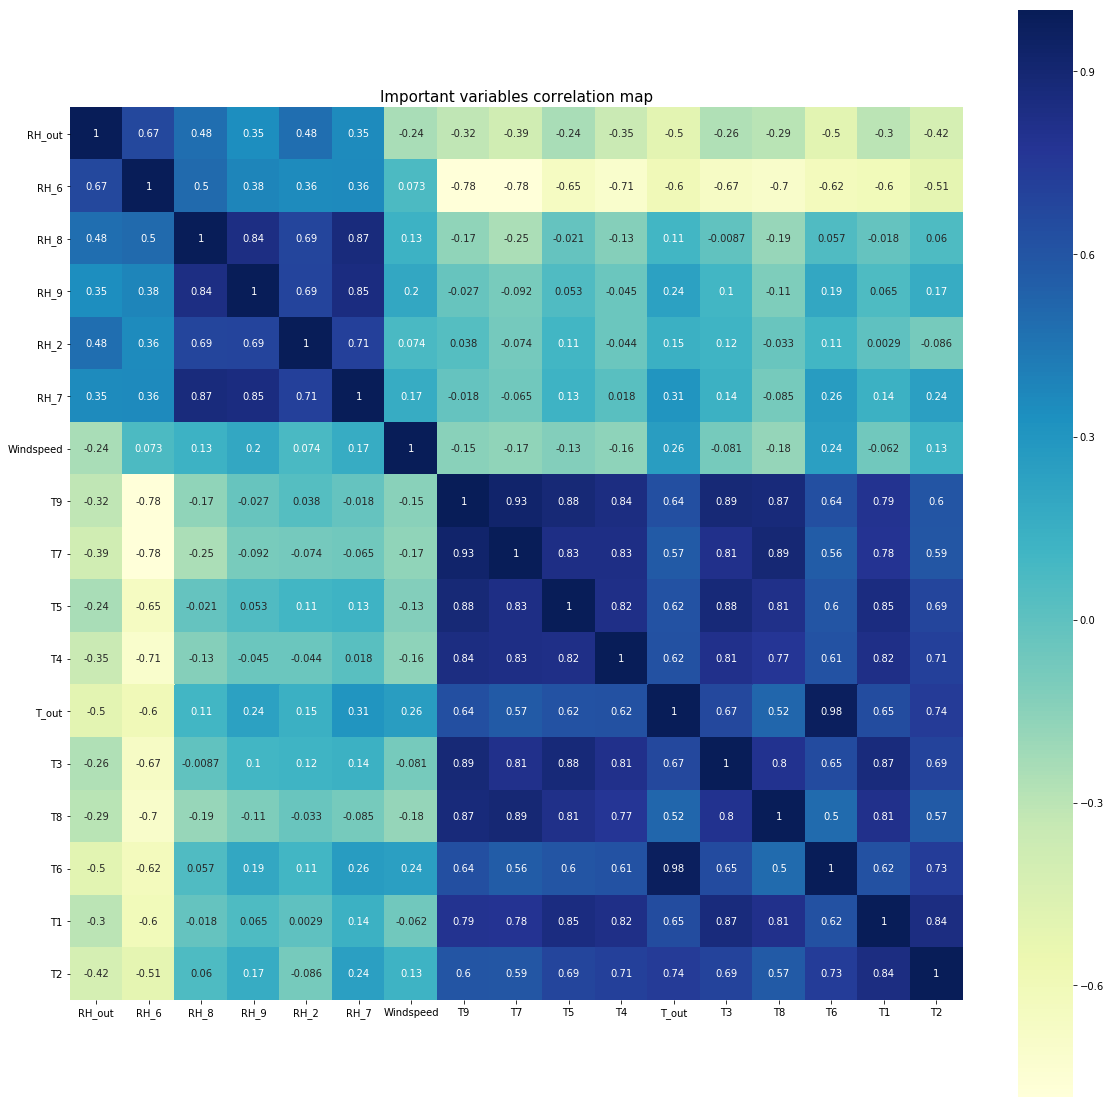 Important variables correlation map
RH_out 1 0.67 0.48 0.35 0.48 0.35 -0.24 -0.32 -0.39 -0.24 -0.35 -0.5 -0.26 -0.29 -0.5 -0.3 -0.42
RH_6 0.67 1 0.5 0.38 0.36 0.36 0.073 -0.78 -0.78 -0.65 -0.71 -0.6 -0.67 -0.7 -0.62 -0.6 -0.51
RH_8 0.48 0.5 1 0.84 0.69 0.87 0.13 -0.17 -0.25 -0.021 -0.13 0.11 -0.0087 -0.19 0.057 -0.018 0.06
RH_9 0.35 0.38 0.84 1 0.69 0.85 0.2 -0.027 -0.092 0.053 -0.045 0.24 0.1 -0.11 0.19 0.065 0.17
RH_2 0.48 0.36 0.69 0.69 1 0.71 0.074 0.038 -0.074 0.11 -0.044 0.15 0.12 -0.033 0.11 0.0029 -0.086
RH_7 0.35 0.36 0.87 0.85 0.71 1 0.17 -0.018 -0.065 0.13 0.018 0.31 0.14 -0.085 0.26 0.14 0.24
Windspeed -0.24 0.073 0.13 0.2 0.074 0.17 1 -0.15 -0.17 -0.13 -0.16 0.26 -0.081 -0.18 0.24 -0.062 0.13
T9 -0.32 -0.78 -0.17 -0.027 0.038 -0.018 -0.15 1 0.93 0.88 0.84 0.64 0.89 0.87 0.64 0.79 0.6
T7 -0.39 -0.78 -0.25 -0.092 -0.074 -0.065 -0.17 0.93 1 0.83 0.83 0.57 0.81 0.89 0.56 0.78 0.59
T5 -0.24 -0.65 -0.021 0.053 0.11 0.13 -0.13 0.88 0.83 1 0.82 0.62 0.88 0.81 0.6 0.85 0.69
T4 -0.35 -0.71 -0.13 -0.045 -0.044 0.018 -0.16 0.84 0.83 0.82 1 0.62 0.81 0.77 0.61 0.82 0.71
T_out -0.5 -0.6 0.11 0.24 0.15 0.31 0.26 0.64 0.57 0.62 0.62 1 0.67 0.52 0.98 0.65 0.74
T3 -0.26 -0.67 -0.0087 0.1 0.12 0.14 -0.081 0.89 0.81 0.88 0.81 0.67 1 0.8 0.65 0.87 0.69
T8 -0.29 -0.7 -0.19 -0.11 -0.033 -0.085 -0.18 0.87 0.89 0.81 0.77 0.52 0.8 1 0.5 0.81 0.57
T6 -0.5 -0.62 0.057 0.19 0.11 0.26 0.24 0.64 0.56 0.6 0.61 0.98 0.65 0.5 1 0.62 0.73
T1 -0.3 -0.6 -0.018 0.065 0.0029 0.14 -0.062 0.79 0.78 0.85 0.82 0.65 0.87 0.81 0.62 1 0.84
T2 -0.42 -0.51 0.06 0.17 -0.086 0.24 0.13 0.6 0.59 0.69 0.71 0.74 0.69 0.57 0.73 0.84 1
RH_out RH_6 RH_8 RH_9 RH_2 RH_7 Windspeed T9 T7 T5 T4 T_out T3 T8 T6 T1 T2
0.9
0.6
0.3
0.0
−0.3
−0.6